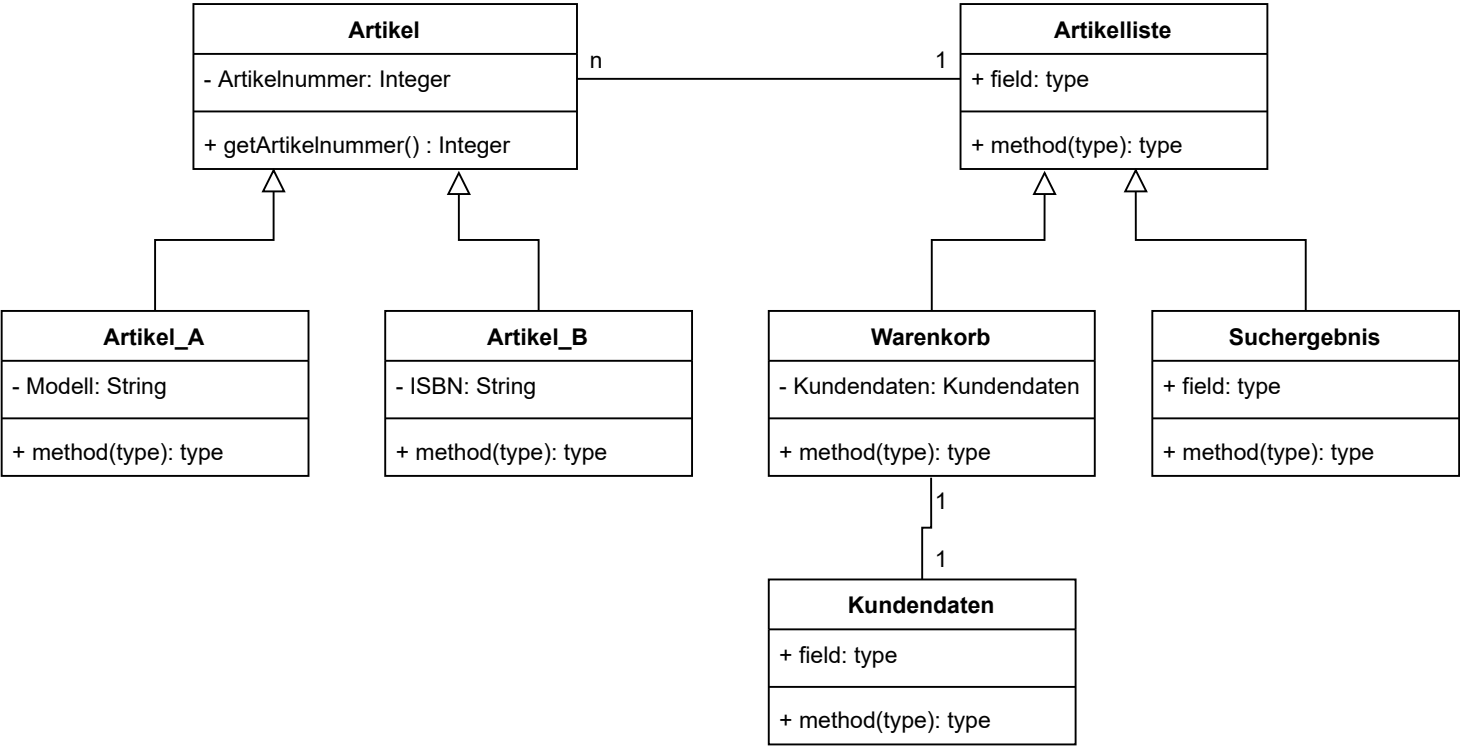 Artikel
- Artikelnummer: Integer
+ getArtikelnummer() : Integer
n
1
Artikelliste
+ field: type
+ method(type): type
Artikel_A
- Modell: String
+ method(type): type
Artikel_B
- ISBN: String
+ method(type): type
Warenkorb
- Kundendaten: Kundendaten
+ method(type): type
Suchergebnis
+ field: type
+ method(type): type
1
1
Kundendaten
+ field: type
+ method(type): type